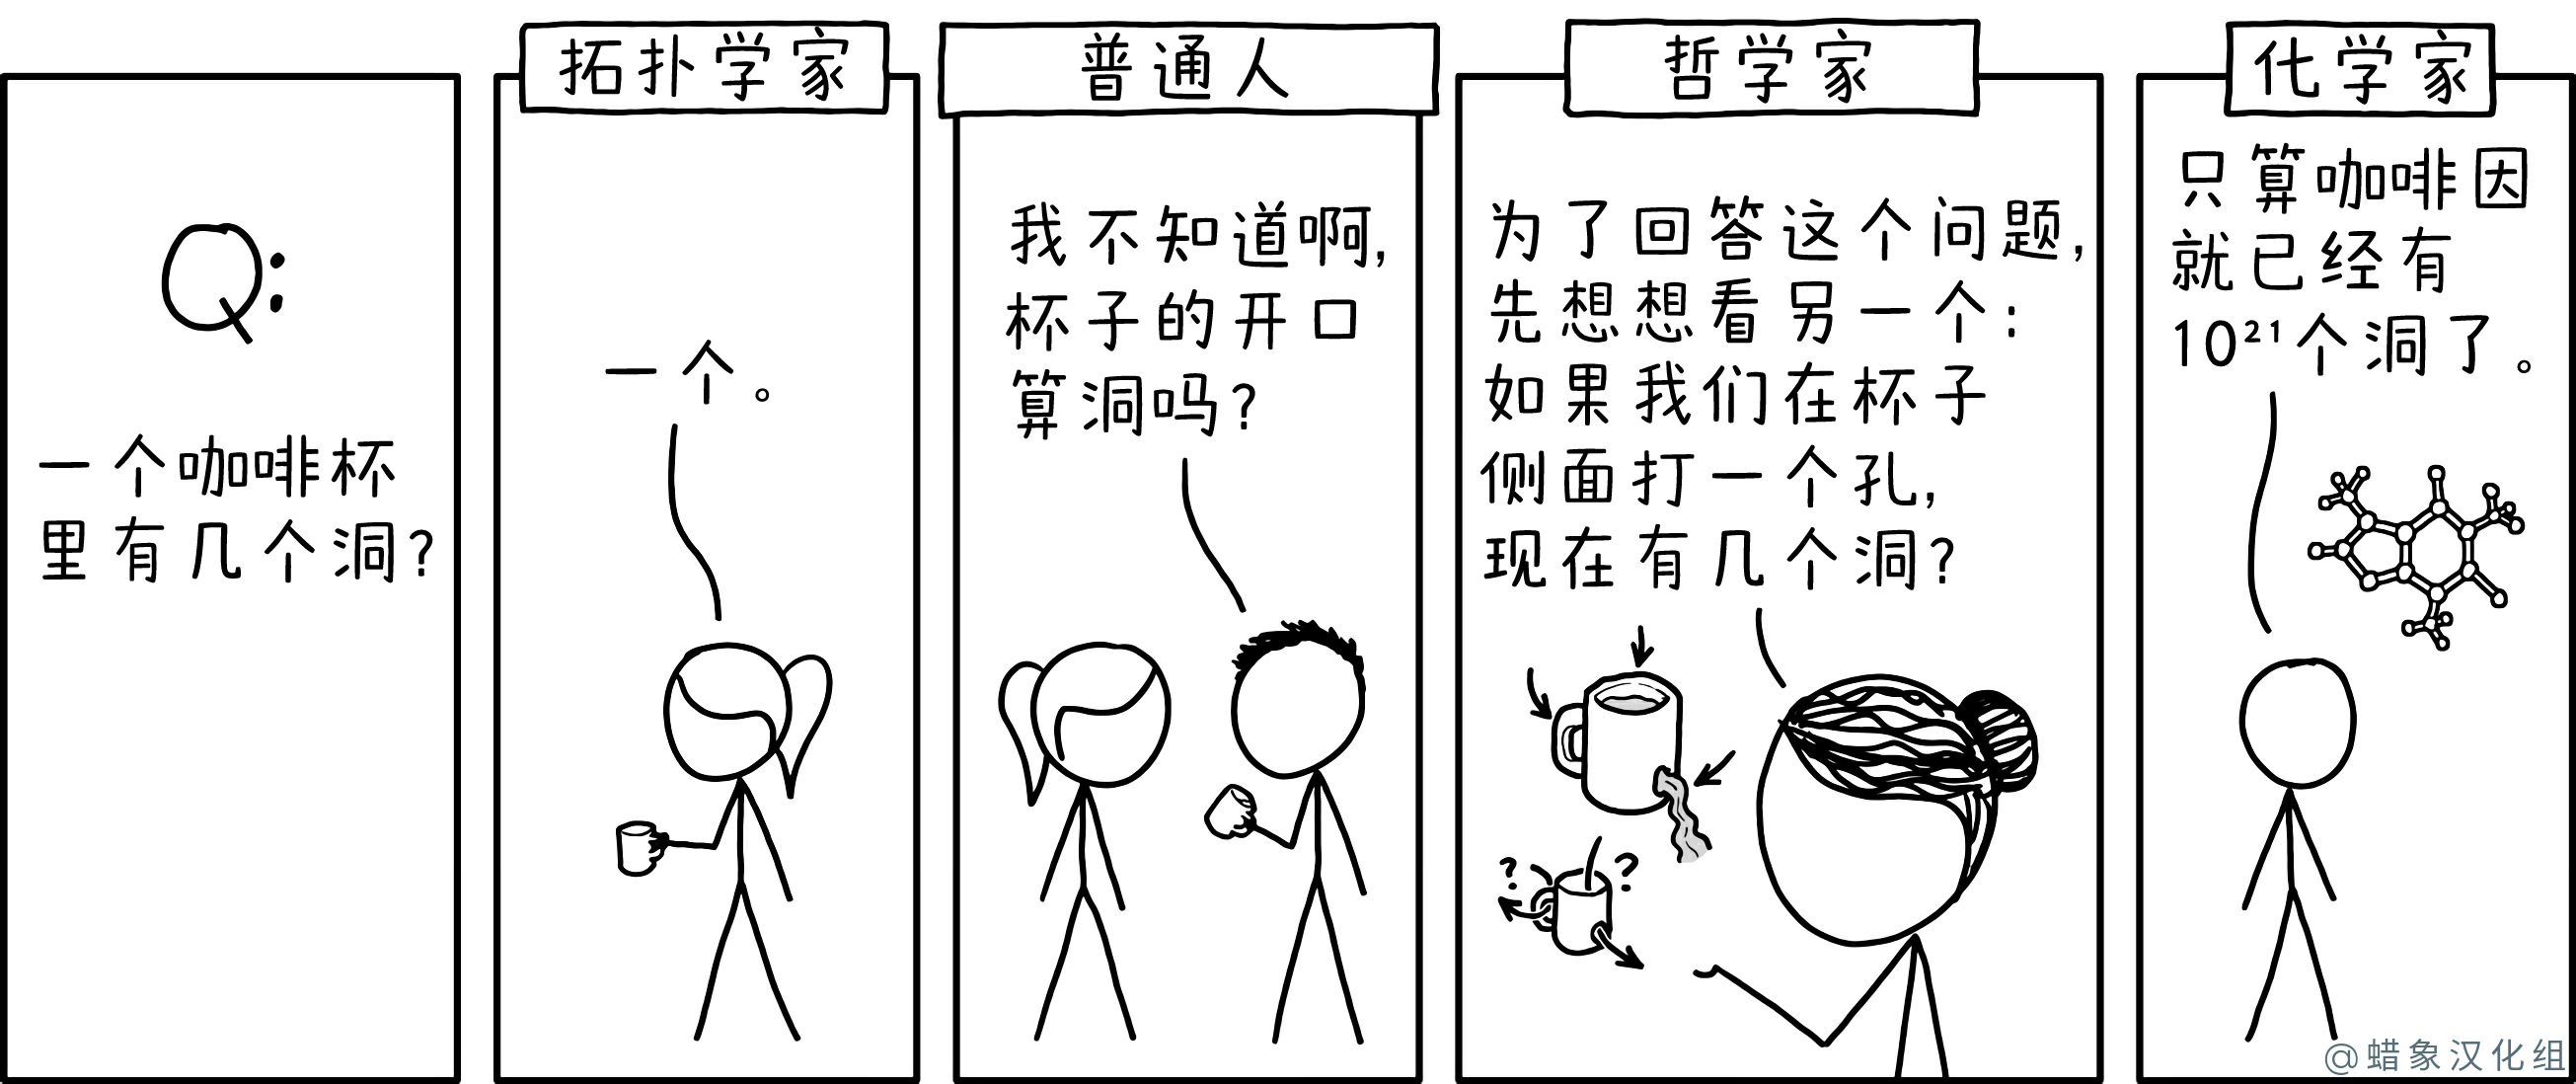 Q:
一个咖啡杯
里有几个洞?
拓扑学家
一个。
普通人
我不知道啊,
杯子的开口
算洞吗?
哲学家
为了回答这个问题,
先想想看另一个:
如果我们在杯子
侧面打一个孔,
现在有几个洞?
? ?
化学家
只算咖啡因
就已经有
10²¹个洞了。
@蜡象汉化组